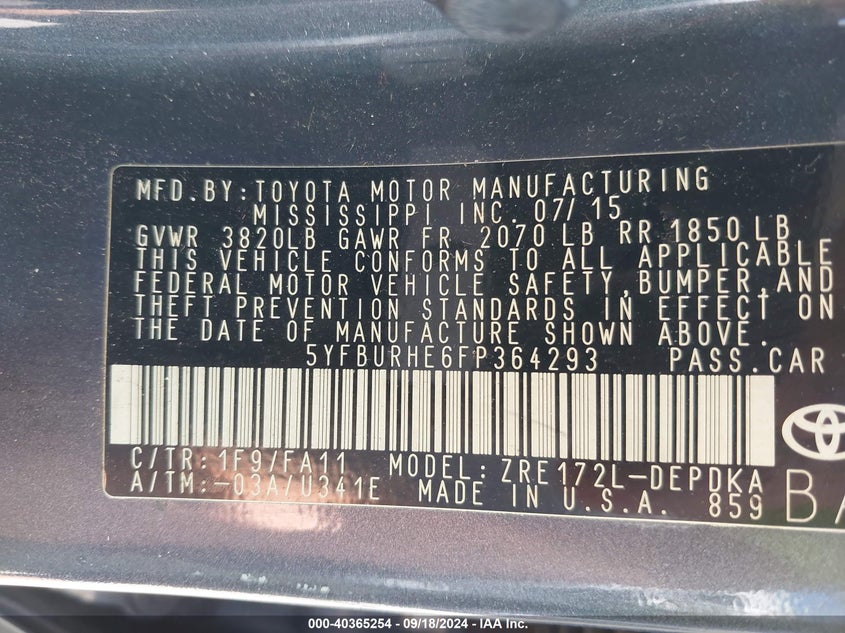 MFD.BY:TOYOTA MOTOR MANUFACTURING
MISSISSIPPI INC. 07/15
GVWR 3820LB GAWR FR 2070 LB RR 1850 LB
THIS VEHICLE CONFORMS TO ALL APPLICABLE
FEDERAL MOTOR VEHICLE SAFETY,BUMPER,AND
THEFT PREVENTION STANDARDS IN EFFECT ON
THE DATE OF MANUFACTURE SHOWN ABOVE.
5YFBURHE6FP364293 PASS.CAR
C/TR:1F9/FA11 MODEL:ZRE172L-DEPDKA
A/TM:-03A/U341E MADE IN U.S.A. 859
000-40365254 - 09/18/2024 - IAA Inc.